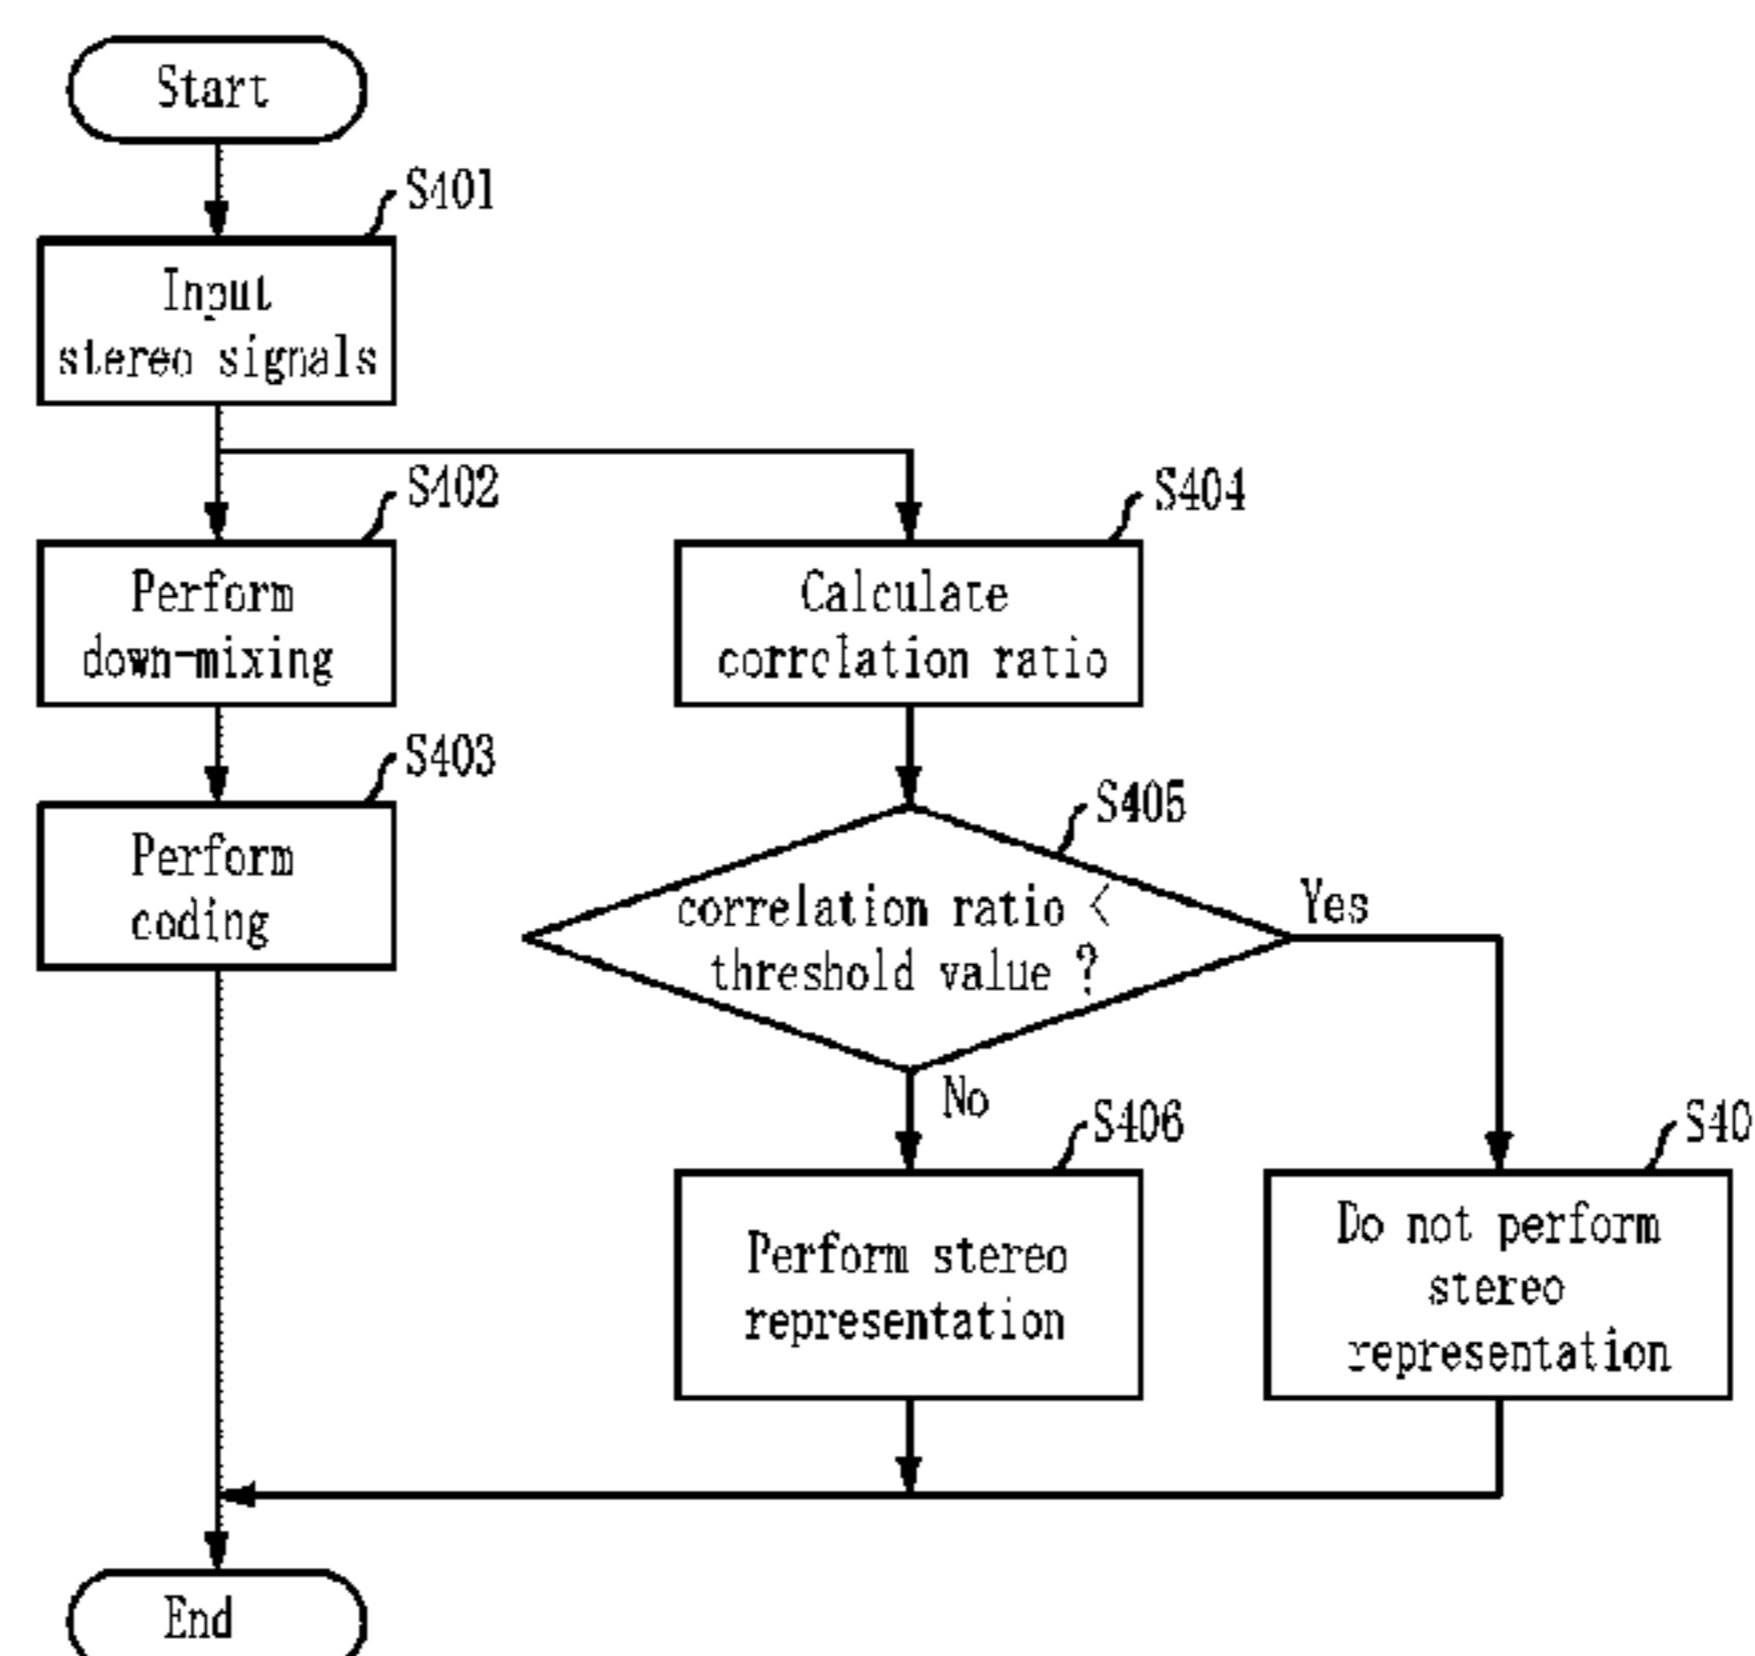 Start
S401
Input
stereo signals
S402
Perform
down-mixing
S403
Perform
coding
S404
Calculate
correlation ratio
S405
correlation ratio <
threshold value ?
Yes
No
S406
Perform stereo
representation
S40
Do not perform
stereo
representation
End